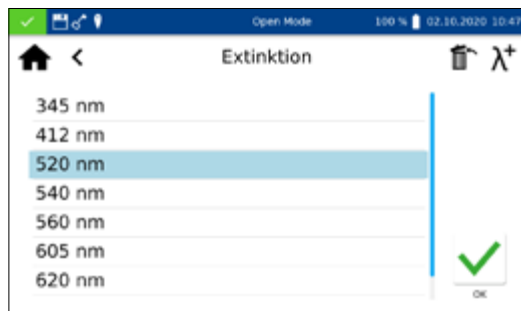 Open Mode 100 % 02.10.2020 10:47
< Extinktion λ+
345 nm
412 nm
520 nm
540 nm
560 nm
605 nm
620 nm
OK